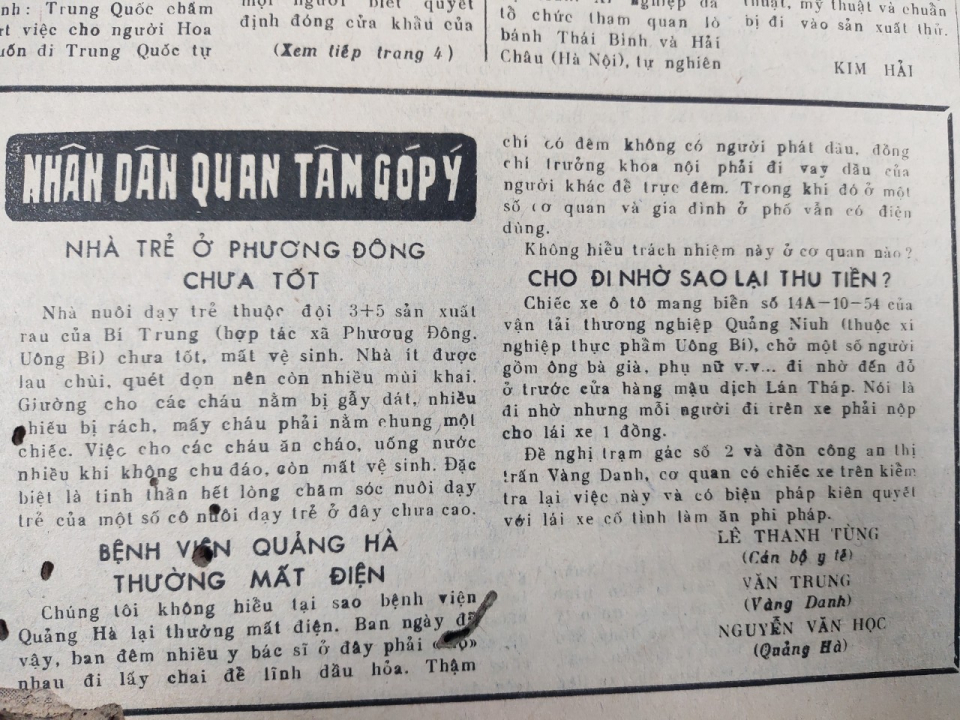 nh: Trung Quốc chấm
việc cho người Hoa
đi Trung Quốc tự
người biết quyết
định đóng cửa khẩu của
(Xem tiếp trang 4)
tổ chức tham quan lò
bánh Thái Bình và Hải
Châu (Hà Nội), tự nghiên
thuật, mỹ thuật và chuẩn
bị đi vào sản xuất thử.
KIM HẢI
NHÂN DÂN QUAN TÂM GÓP Ý
NHÀ TRẺ Ở PHƯƠNG ĐÔNG
CHƯA TỐT
Nhà nuôi dạy trẻ thuộc đội 3+5 sản xuất
rau của Bí Trung (hợp tác xã Phương Đông,
Uông Bí) chưa tốt, mất vệ sinh. Nhà ít được
lau chùi, quét dọn nên còn nhiều mùi khai.
Giường cho các cháu nằm bị gẫy dát, nhiều
chiếu bị rách, mấy cháu phải nằm chung một
chiếc. Việc cho các cháu ăn cháo, uống nước
nhiều khi không chu đáo, còn mất vệ sinh. Đặc
biệt là tinh thần hết lòng chăm sóc nuôi dạy
trẻ của một số cô nuôi dạy trẻ ở đây chưa cao.
BỆNH VIỆN QUẢNG HÀ
THƯỜNG MẤT ĐIỆN
Chúng tôi không hiểu tại sao bệnh viện
Quảng Hà lại thường mất điện. Ban ngày đã
vậy, ban đêm nhiều y bác sĩ ở đây phải
nhau đi lấy chai để lĩnh dầu hỏa. Thậm
chí có đêm không có người phát dầu, đồng
chí trưởng khoa nội phải đi vay dầu của
người khác để trực đêm. Trong khi đó ở một
số cơ quan và gia đình ở phố vẫn có điện
dùng.
Không hiểu trách nhiệm này ở cơ quan nào?
CHO ĐI NHỜ SAO LẠI THU TIỀN?
Chiếc xe ô tô mang biển số 14A-10-54 của
vận tải thương nghiệp Quảng Ninh (thuộc xí
nghiệp thực phẩm Uông Bí), chở một số người
gồm ông bà già, phụ nữ v.v... đi nhờ đến đỗ
ở trước cửa hàng mậu dịch Lán Tháp. Nói là
đi nhờ nhưng mỗi người đi trên xe phải nộp
cho lái xe 1 đồng.
Đề nghị trạm gác số 2 và đồn công an thị
trấn Vàng Danh, cơ quan có chiếc xe trên kiểm
tra lại việc này và có biện pháp kiên quyết
với lái xe cố tình làm ăn phi pháp.
LÊ THANH TÙNG
(Cán bộ y tế)
VĂN TRUNG
(Vàng Danh)
NGUYỄN VĂN HỌC
(Quảng Hà)